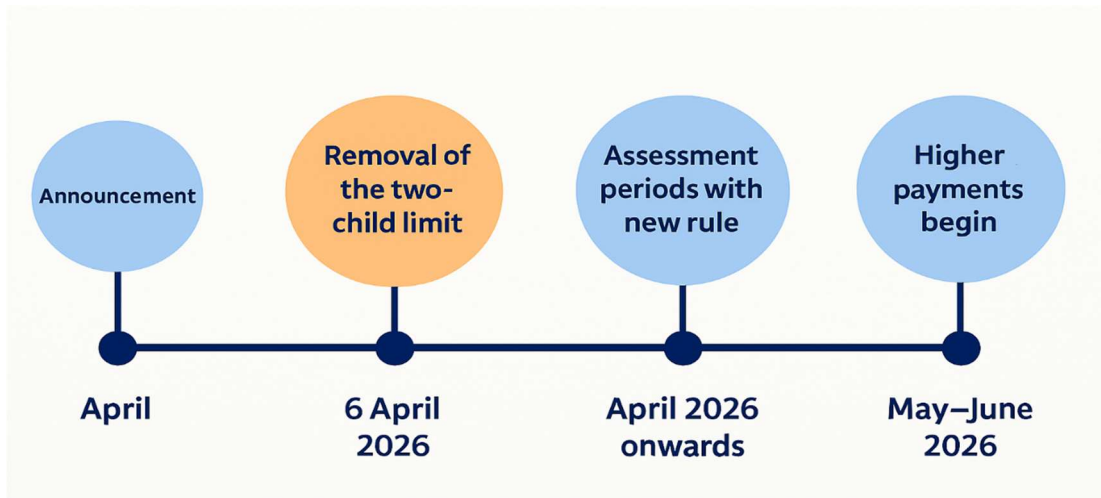 Announcement
Removal of
the two-
child limit
Assessment
periods with
new rule
Higher
payments
begin
April
6 April
2026
April 2026
onwards
May–June
2026